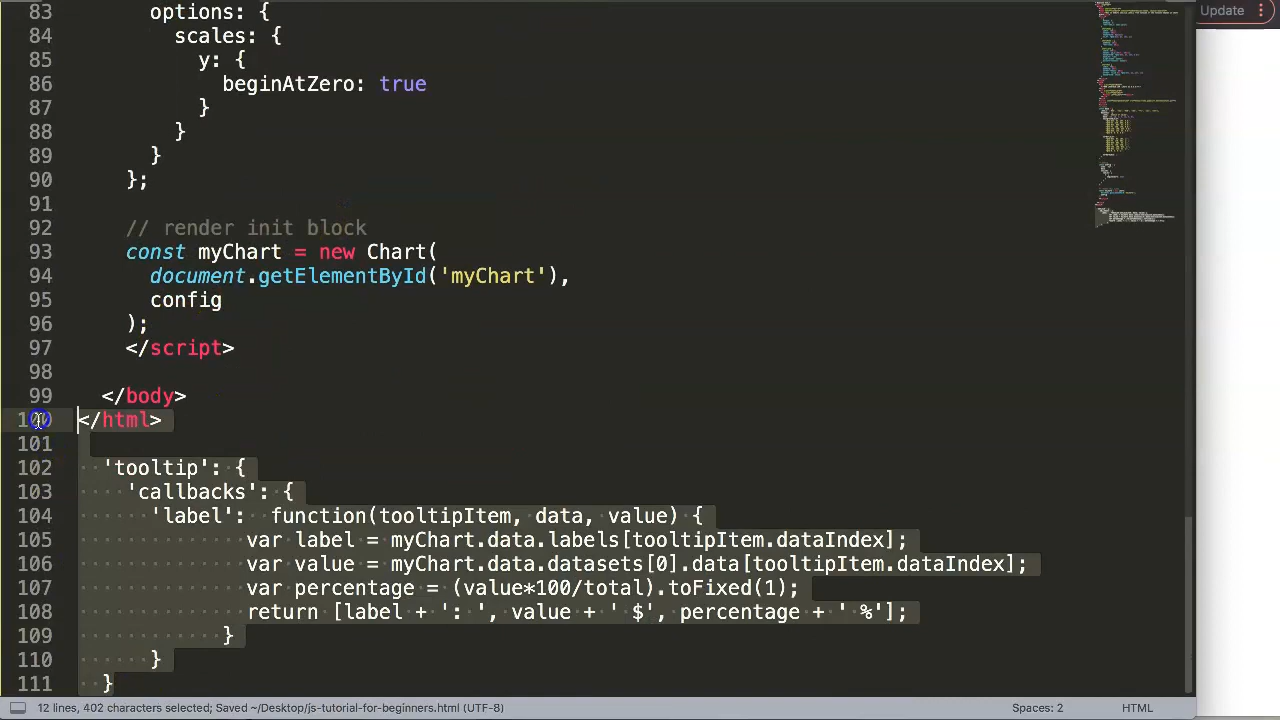 Update
83 options: {
84 scales: {
85 y: {
86 beginAtZero: true
87 }
88 }
89 }
90 };
91
92 // render init block
93 const myChart = new Chart(
94 document.getElementById('myChart'),
95 config
96 );
97 </script>
98
99 </body>
100 </html>
101
102 'tooltip': {
103 'callbacks': {
104 'label': function(tooltipItem, data, value) {
105 var label = myChart.data.labels[tooltipItem.dataIndex];
106 var value = myChart.data.datasets[0].data[tooltipItem.dataIndex];
107 var percentage = (value*100/total).toFixed(1);
108 return [label + ': ', value + ' $', percentage + ' %'];
109 }
110 }
111 }
12 lines, 402 characters selected; Saved ~/Desktop/js-tutorial-for-beginners.html (UTF-8) Spaces: 2 HTML